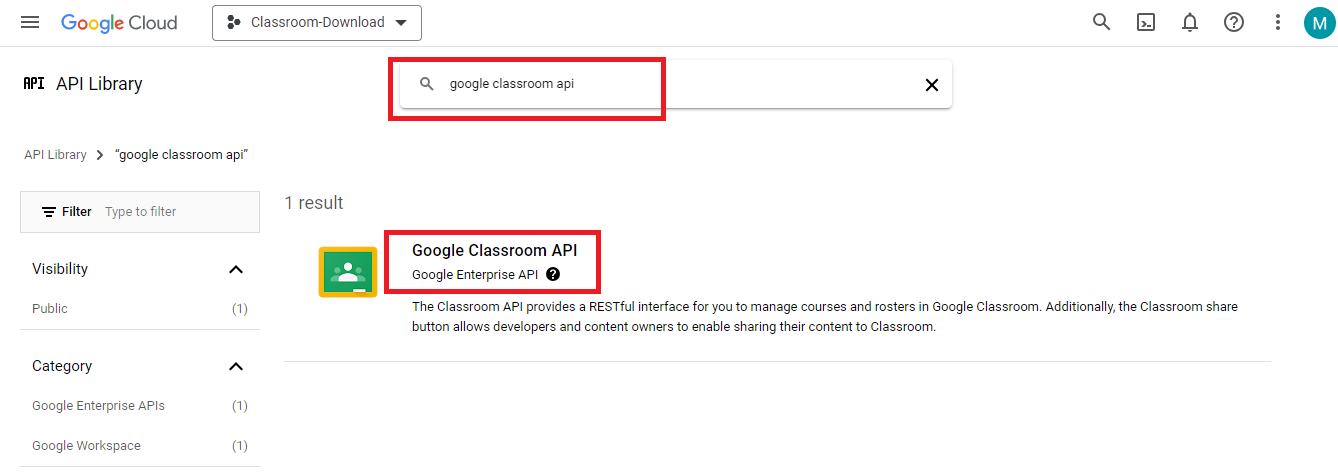 Google Cloud
Classroom-Download
M
API API Library
google classroom api
API Library
“google classroom api”
Filter Type to filter
1 result
Google Classroom API
Google Enterprise API
The Classroom API provides a RESTful interface for you to manage courses and rosters in Google Classroom. Additionally, the Classroom share
button allows developers and content owners to enable sharing their content to Classroom.
Visibility
Public (1)
Category
Google Enterprise APIs (1)
Google Workspace (1)